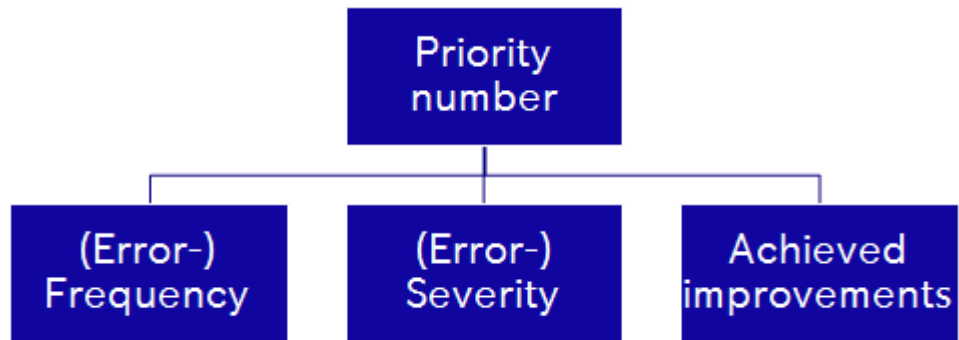 Priority
number
(Error-)
Frequency
(Error-)
Severity
Achieved
improvements